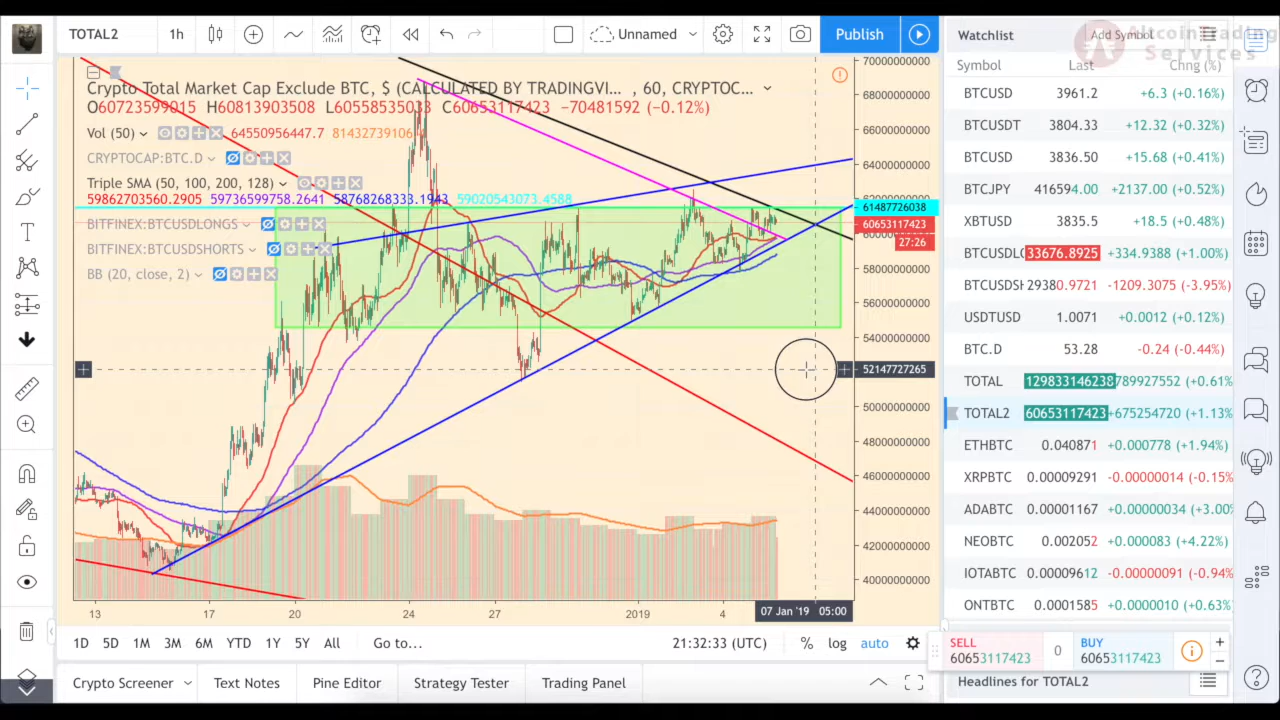 TOTAL2
1h
Unnamed
Publish
Crypto Total Market Cap Exclude BTC, $ (CALCULATED BY TRADINGVI... , 60, CRYPTOC...
O60723599015 H60813903508 L60558535033 C60653117423 −70481592 (−0.12%)
Vol (50) 64550956447.7 81432739106
CRYPTOCAP:BTC.D
Triple SMA (50, 100, 200, 128)
59862703560.2905 59736599758.2641 58768268333.1943 59020543073.4588
BITFINEX:BTCUSDLONGS
BITFINEX:BTCUSDSHORTS
BB (20, close, 2)
70000000000
68000000000
66000000000
64000000000
61487726038
60653117423
27:26
58000000000
56000000000
54000000000
52147727265
50000000000
48000000000
46000000000
44000000000
42000000000
40000000000
13 17 20 24 27 2019 4 07 Jan '19 05:00
1D 5D 1M 3M 6M YTD 1Y 5Y All Go to... 21:32:33 (UTC) % log auto
Crypto Screener Text Notes Pine Editor Strategy Tester Trading Panel
Watchlist Add Symbol
Altcoin Trading
Services
Symbol Last Chng (%)
BTCUSD 3961.2 +6.3 (+0.16%)
BTCUSDT 3804.33 +12.32 (+0.32%)
BTCUSD 3836.50 +15.68 (+0.41%)
BTCJPY 416594.00 +2137.00 (+0.52%)
XBTUSD 3835.5 +18.5 (+0.48%)
33676.8925 +334.9388 (+1.00%)
0.9721 -1209.3075 (-3.95%)
USDTUSD 1.0071 +0.0012 (+0.12%)
BTC.D 53.28 -0.24 (-0.44%)
TOTAL 129833146238 789927552 (+0.61%)
TOTAL2 60653117423 +675254720 (+1.13%)
ETHBTC 0.040871 +0.000778 (+1.94%)
XRPBTC 0.00009291 -0.00000014 (-0.15%)
ADABTC 0.00001167 +0.00000034 (+3.00%
NEOBTC 0.002052 +0.000083 (+4.22%)
IOTABTC 0.00009612 -0.00000091 (-0.94%
ONTBTC 0.0001585 +0.0000010 (+0.63%)
SELL
60653117423
0
BUY
60653117423
Headlines for TOTAL2